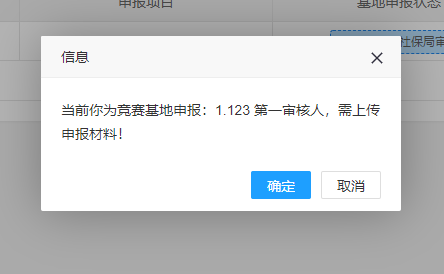 申报项目
基地申报状态
社保局审
信息
当前你为竞赛基地申报：1.123 第一审核人，需上传
申报材料！
确定
取消